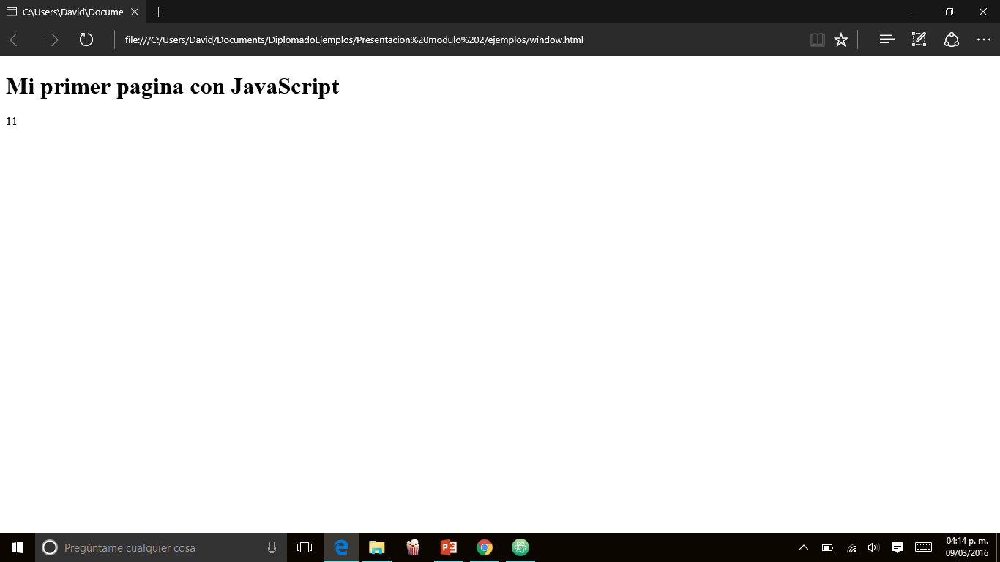 C:\Users\David\Docume
file:///C:/Users/David/Documents/DiplomadoEjemplos/Presentacion%20modulo%202/ejemplos/window.html
Mi primer pagina con JavaScript
11
Pregúntame cualquier cosa
04:14 p. m.
09/03/2016